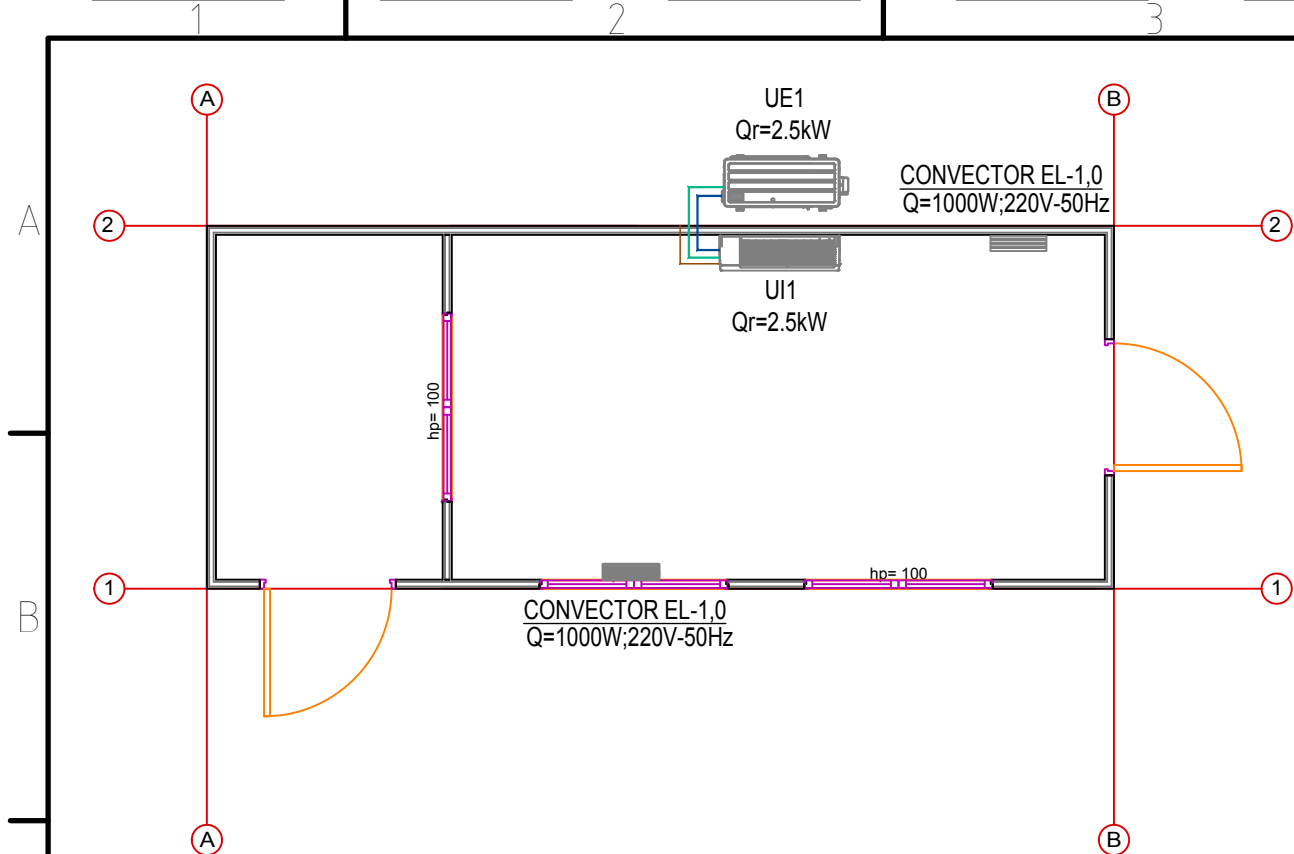 1
2
3
A
B
UE1
Qr=2.5kW
CONVECTOR EL-1,0
Q=1000W;220V-50Hz
A
2
2
UI1
Qr=2.5kW
hp= 100
hp= 100
1
1
B
CONVECTOR EL-1,0
Q=1000W;220V-50Hz
A
B